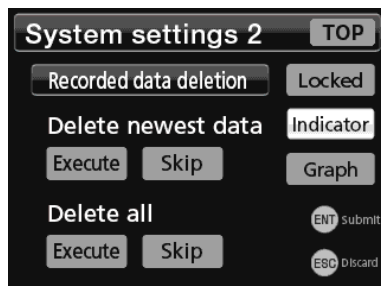 System settings 2 TOP
Recorded data deletion Locked
Delete newest data Indicator
Execute Skip Graph
Delete all ENT Submit
Execute Skip ESC Discard